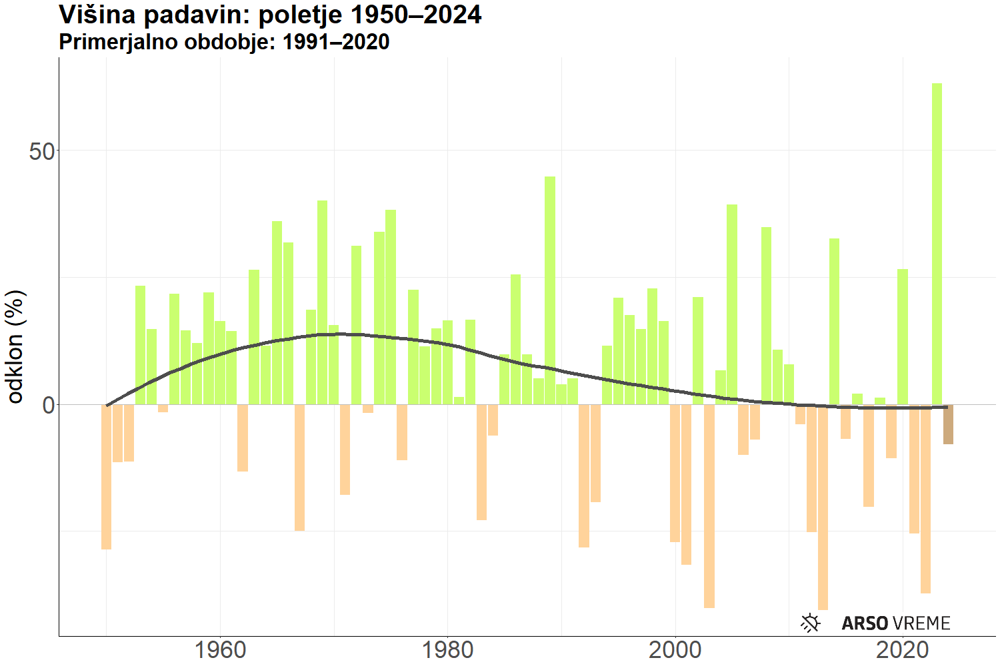 Višina padavin: poletje 1950–2024
Primerjalno obdobje: 1991–2020
odklon (%)
50
0
1960 1980 2000 2020
ARSO VREME